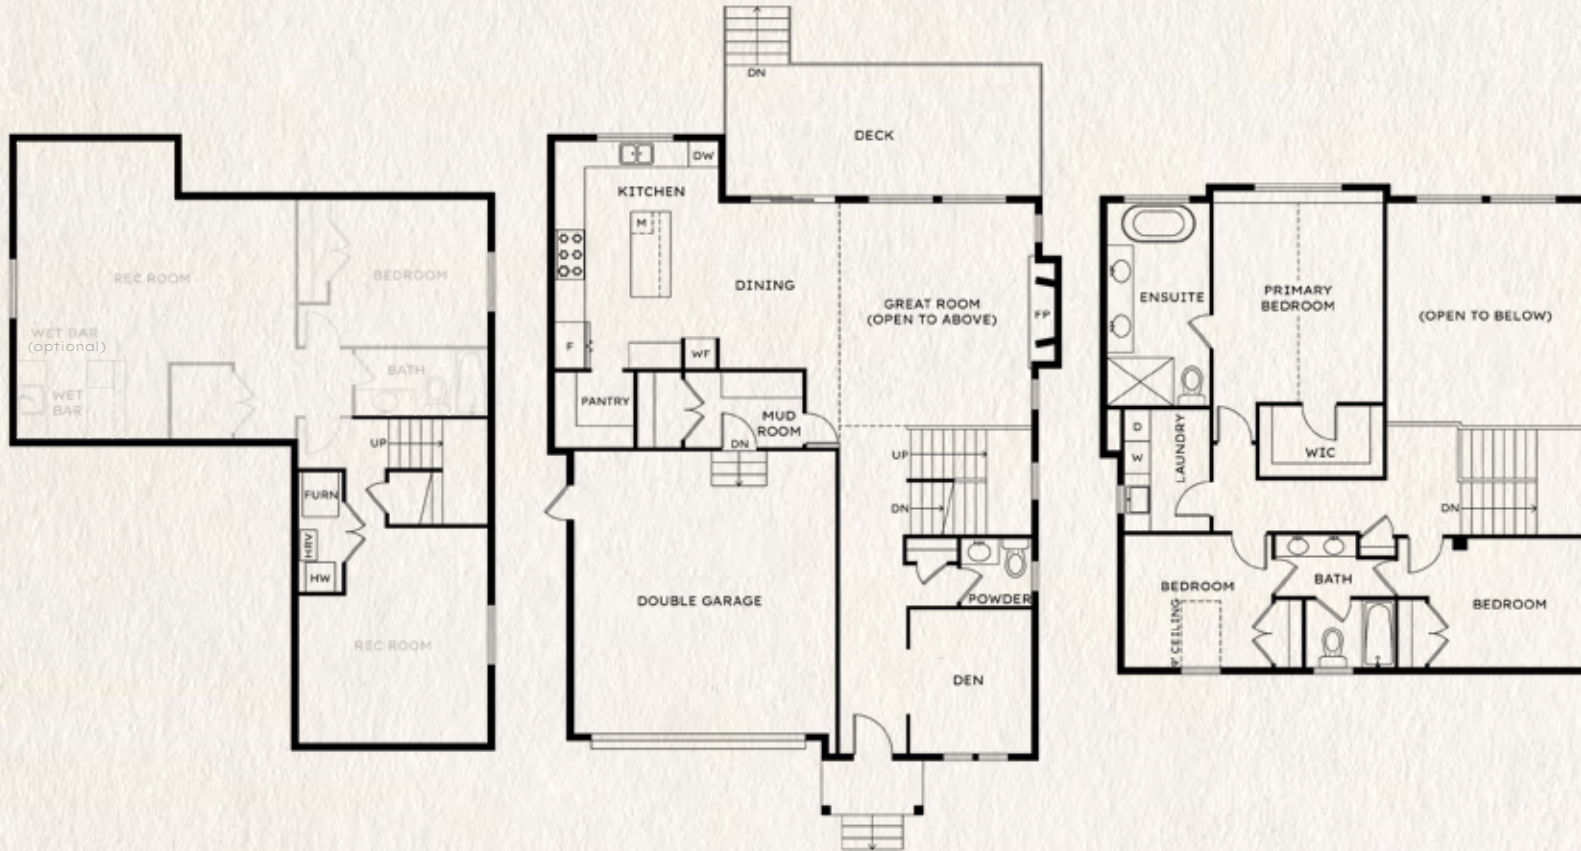 REC ROOM
BEDROOM
WET BAR
(optional)
WET
BAR
BATH
UP
FURN
HRV
HW
REC ROOM
DN
DECK
DW
KITCHEN
M
DINING
GREAT ROOM
(OPEN TO ABOVE)
FP
F
WF
PANTRY
MUD
ROOM
DN
UP
DN
DOUBLE GARAGE
POWDER
DEN
ENSUITE
PRIMARY
BEDROOM
(OPEN TO BELOW)
D
W
LAUNDRY
WIC
DN
BEDROOM
BATH
BEDROOM
CEILING